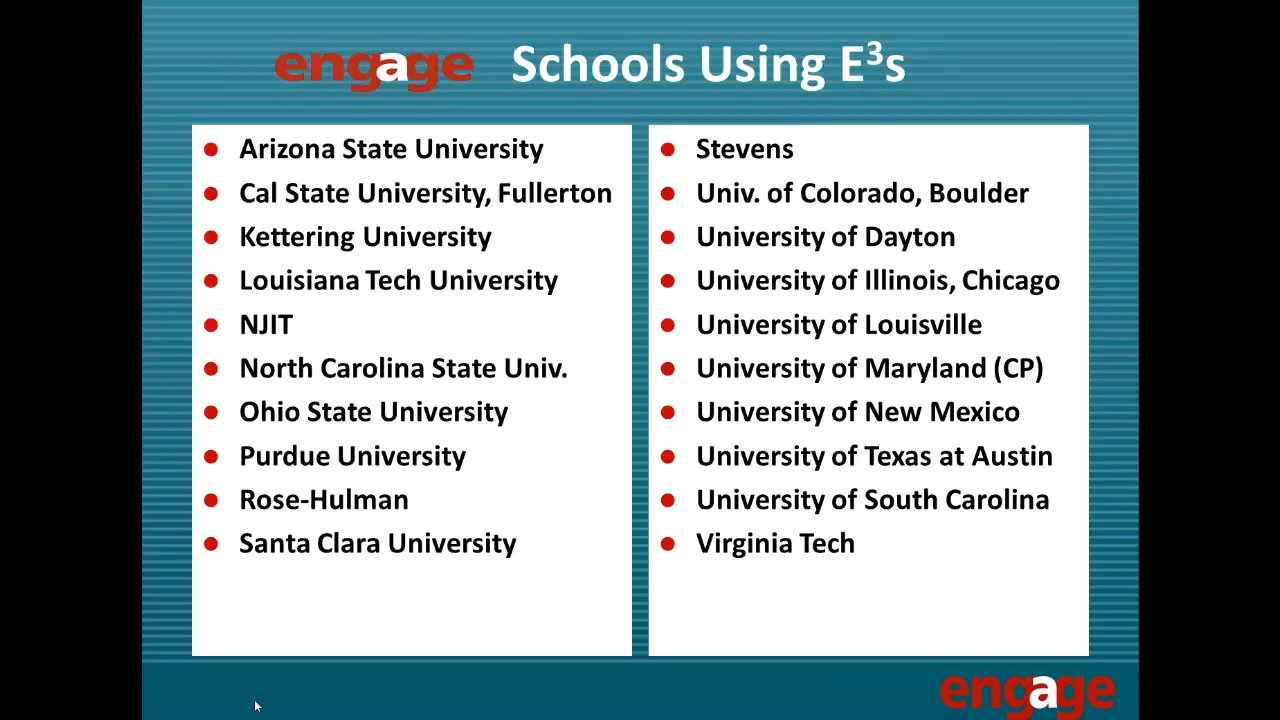 engage Schools Using E³s
• Arizona State University
• Cal State University, Fullerton
• Kettering University
• Louisiana Tech University
• NJIT
• North Carolina State Univ.
• Ohio State University
• Purdue University
• Rose-Hulman
• Santa Clara University
• Stevens
• Univ. of Colorado, Boulder
• University of Dayton
• University of Illinois, Chicago
• University of Louisville
• University of Maryland (CP)
• University of New Mexico
• University of Texas at Austin
• University of South Carolina
• Virginia Tech
engage